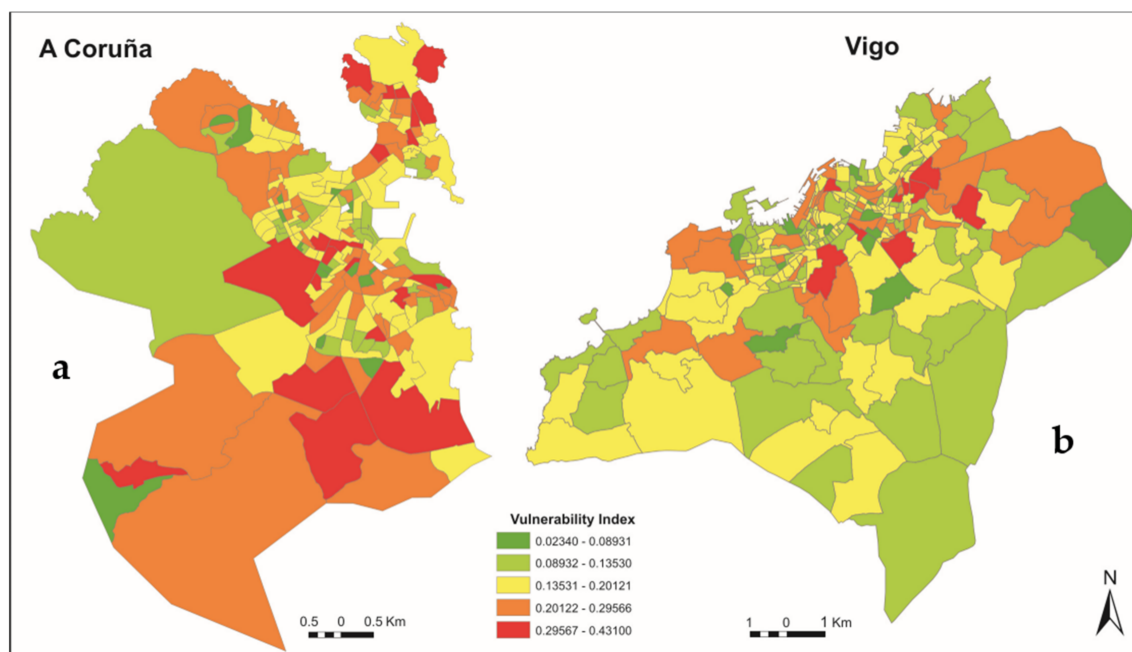 A Coruña
Vigo
a
b
Vulnerability Index
0.02340 - 0.08931
0.08932 - 0.13530
0.13531 - 0.20121
0.20122 - 0.29566
0.29567 - 0.43100
0.5 0 0.5 Km
1 0 1 Km
N